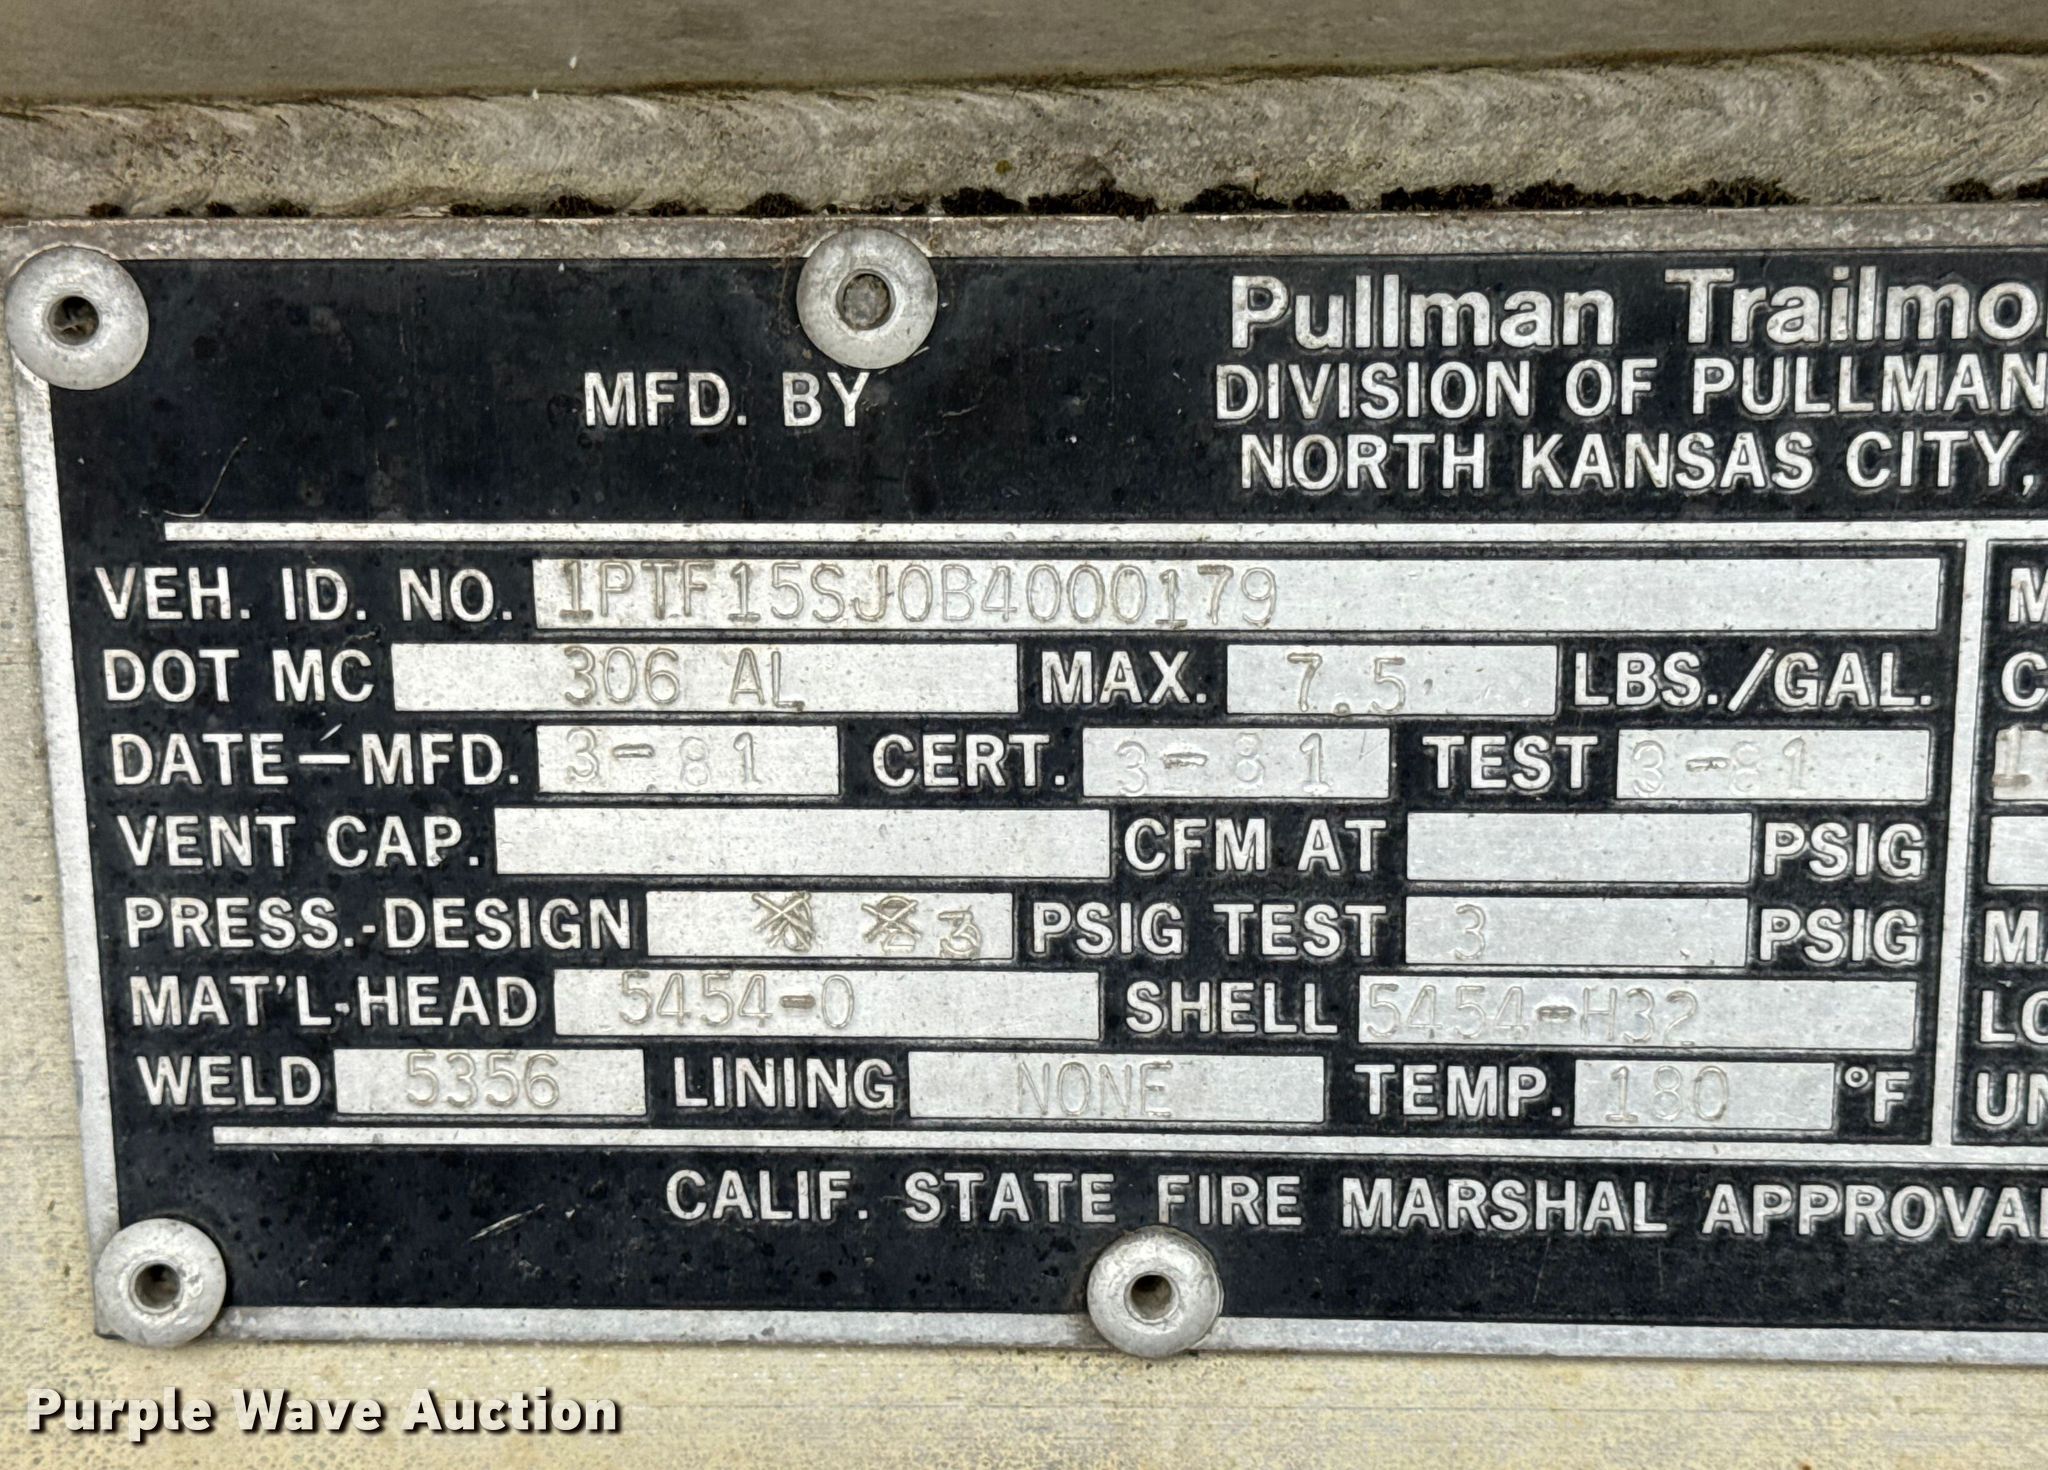 Pullman Trailmo
MFD. BY
DIVISION OF PULLMAN
NORTH KANSAS CITY,
VEH. ID. NO. 1PTF15SJ0B4000179
DOT MC 306 AL MAX. 7.5 LBS./GAL.
DATE-MFD. 3-81 CERT. 3-81 TEST 3-81
VENT CAP. CFM AT PSIG
PRESS.-DESIGN 3 PSIG TEST 3 PSIG
MAT'L-HEAD 5454-0 SHELL 5454-H32
WELD 5356 LINING NONE TEMP. 180 °F
CALIF. STATE FIRE MARSHAL APPROVAL
Purple Wave Auction